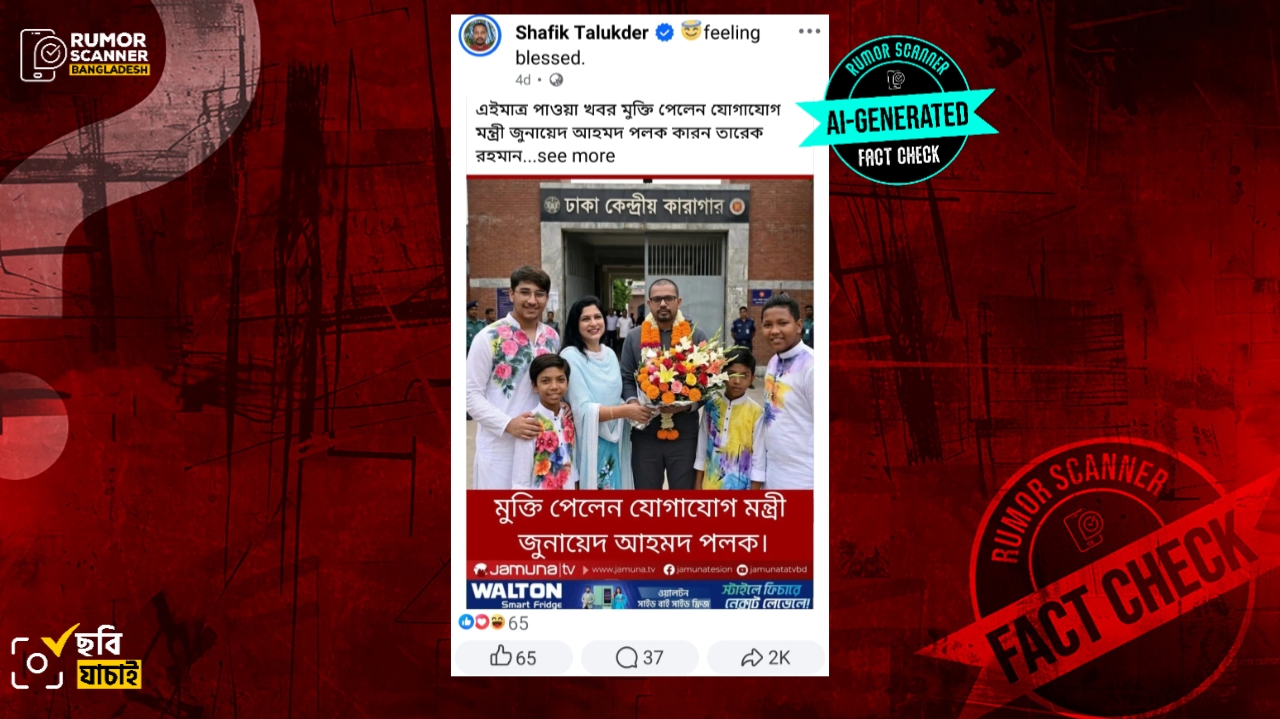 RUMOR
SCANNER
BANGLADESH
Shafik Talukder feeling
blessed.
4d
এইমাত্র পাওয়া খবর মুক্তি পেলেন যোগাযোগ
মন্ত্রী জুনায়েদ আহমদ পলক কারন তারেক
রহমান...see more
RUMOR SCANNER
AI-GENERATED
FACT CHECK
ঢাকা কেন্দ্রীয় কারাগার
মুক্তি পেলেন যোগাযোগ মন্ত্রী
জুনায়েদ আহমদ পলক।
Jamuna|tv www.jamuna.tv jamunatesion jamunatatvbd
WALTON
Smart Fridge
ওয়ালটন
সাইড বাই সাইড ফ্রিজ
স্টাইলে ফিচারে
নেক্সট লেভেলে!
65
65 37 2K
ছবি
যাচাই
RUMOR SCANNER
FACT CHECK